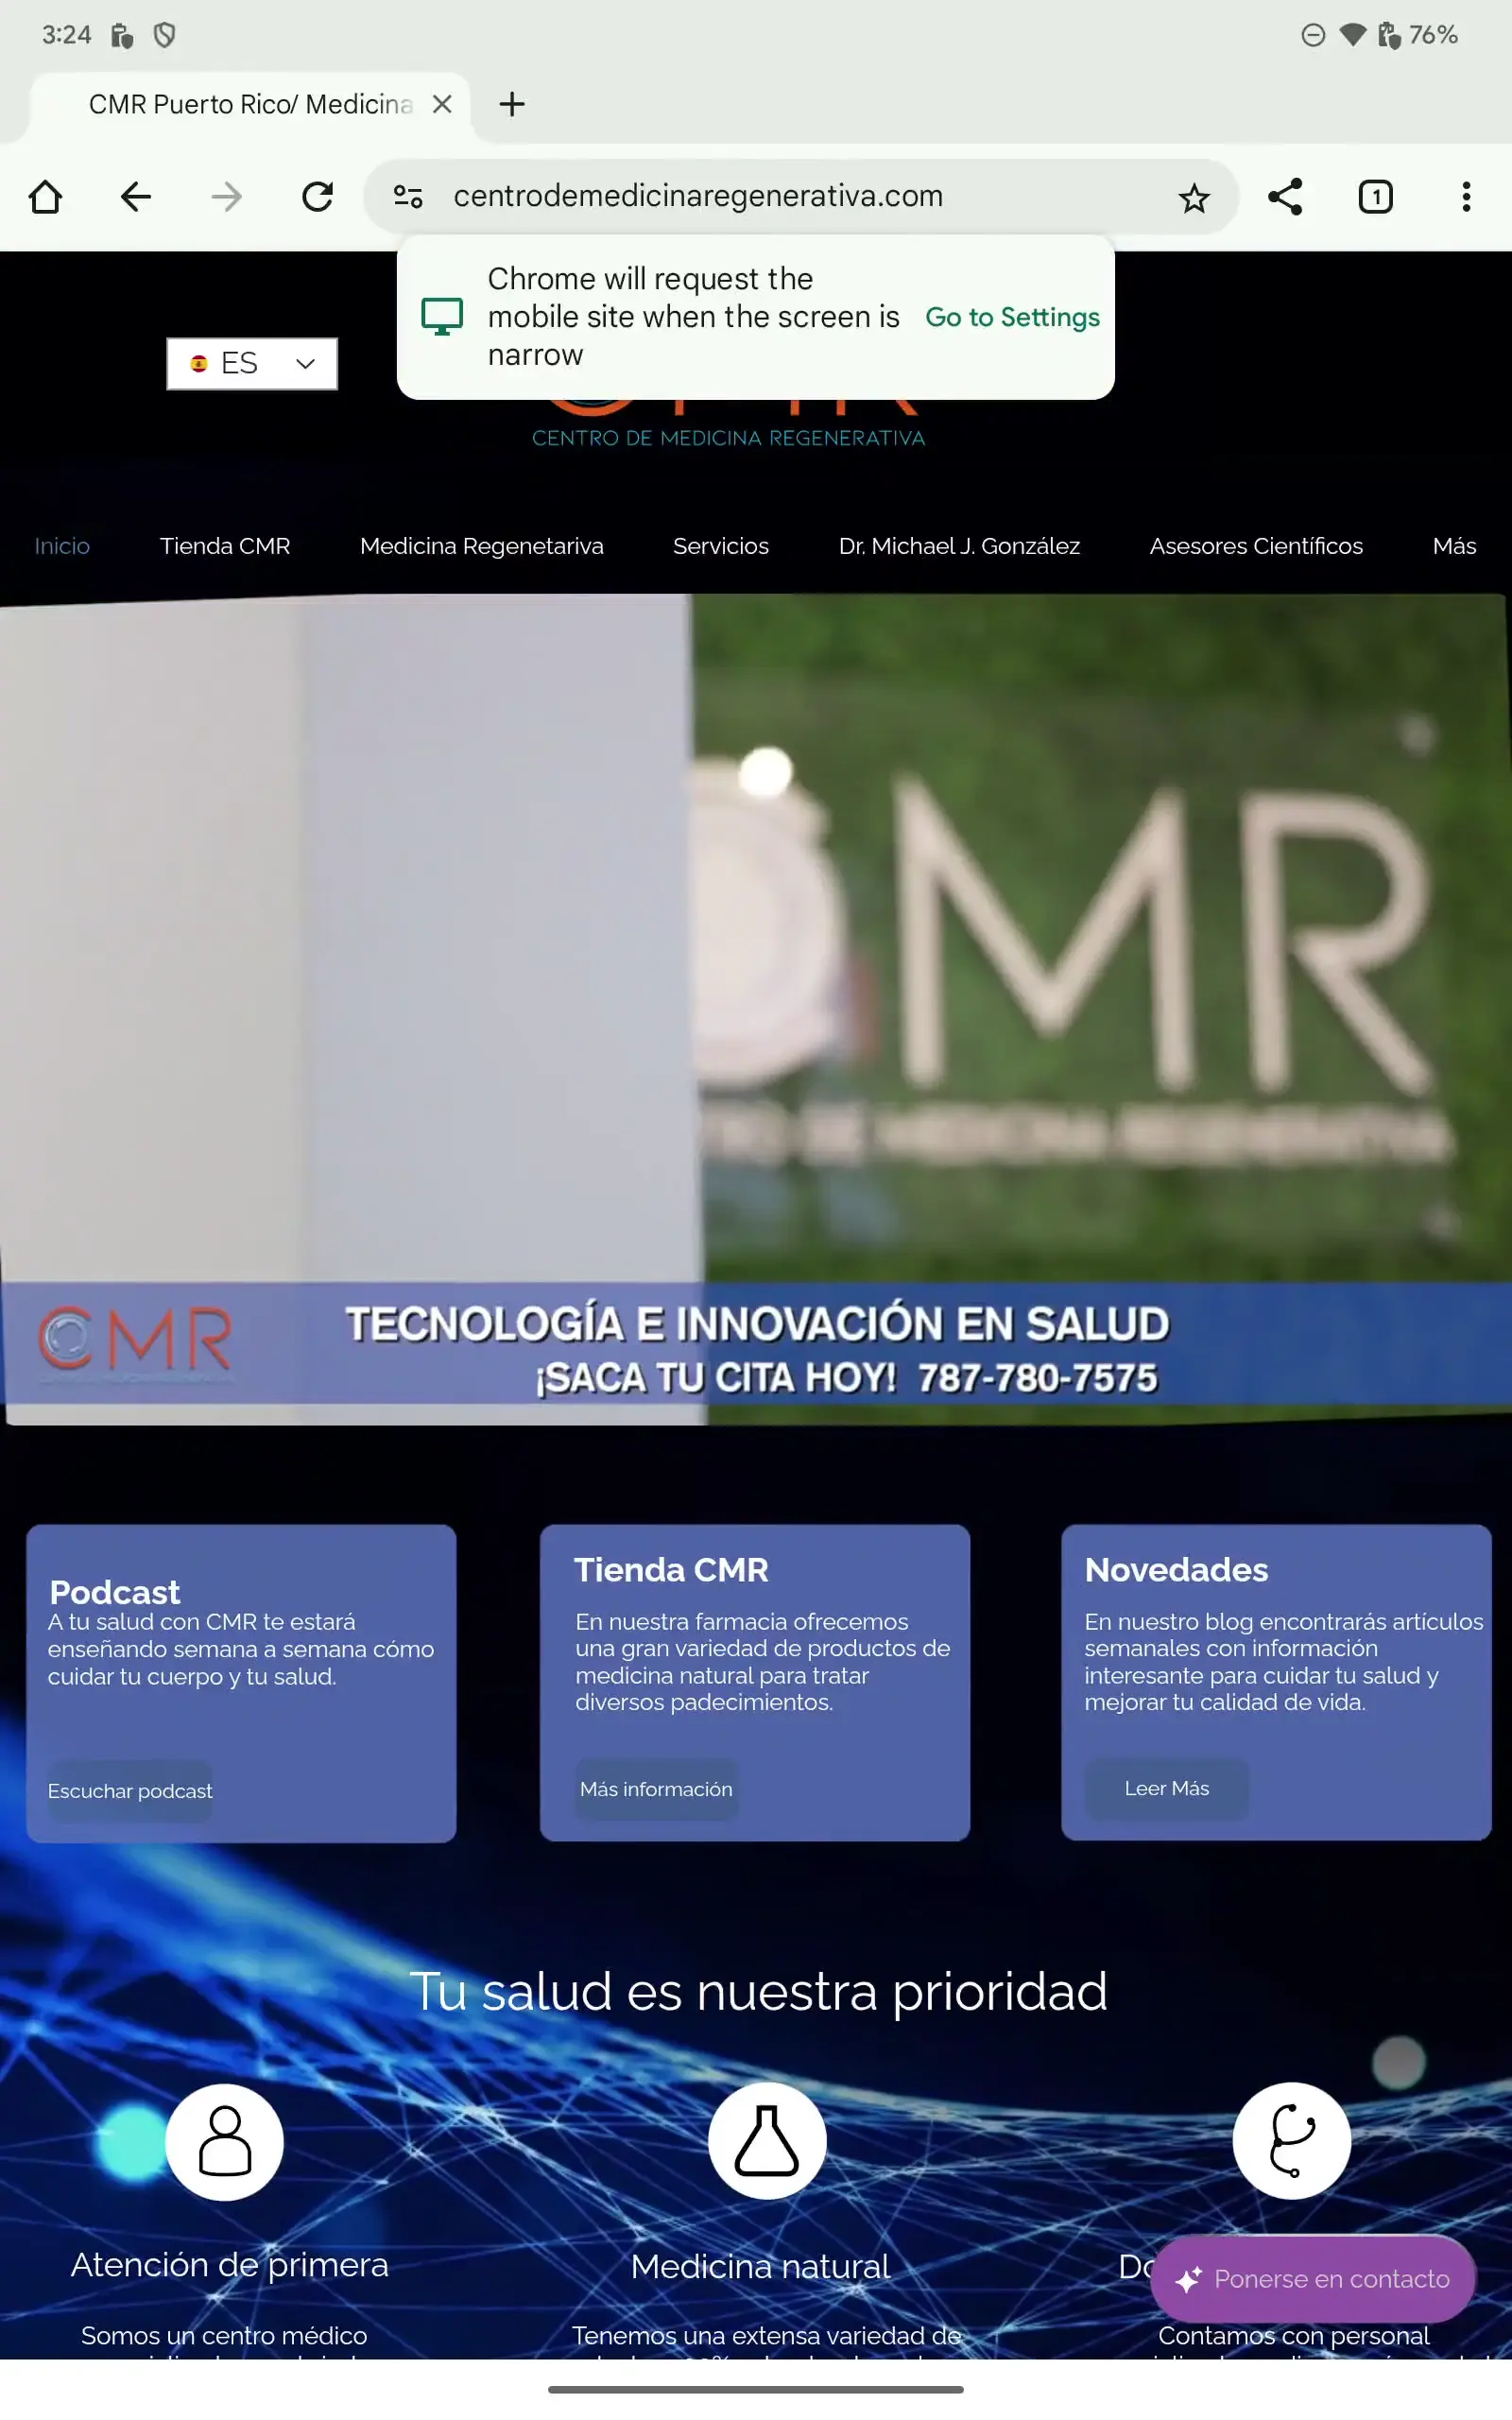 3:24
76%
CMR Puerto Rico/ Medicina
centrodemedicinaregenerativa.com
1
Chrome will request the
mobile site when the screen is
narrow
Go to Settings
ES
CENTRO DE MEDICINA REGENERATIVA
Inicio
Tienda CMR
Medicina Regenetariva
Servicios
Dr. Michael J. González
Asesores Científicos
Más
MR
CMR
TECNOLOGÍA E INNOVACIÓN EN SALUD
¡SACA TU CITA HOY! 787-780-7575
Podcast
A tu salud con CMR te estará
enseñando semana a semana cómo
cuidar tu cuerpo y tu salud.
Escuchar podcast
Tienda CMR
En nuestra farmacia ofrecemos
una gran variedad de productos de
medicina natural para tratar
diversos padecimientos.
Más información
Novedades
En nuestro blog encontrarás artículos
semanales con información
interesante para cuidar tu salud y
mejorar tu calidad de vida.
Leer Más
Tu salud es nuestra prioridad
Atención de primera
Somos un centro médico
Medicina natural
Tenemos una extensa variedad de
Ponerse en contacto
Contamos con personal